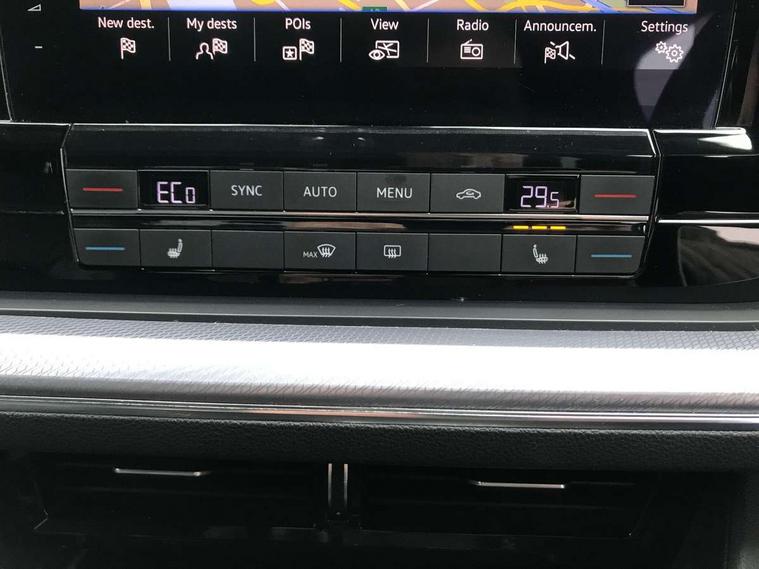 New dest. My dests POIs View Radio Announcem. Settings
ECO SYNC AUTO MENU 29.5
MAX